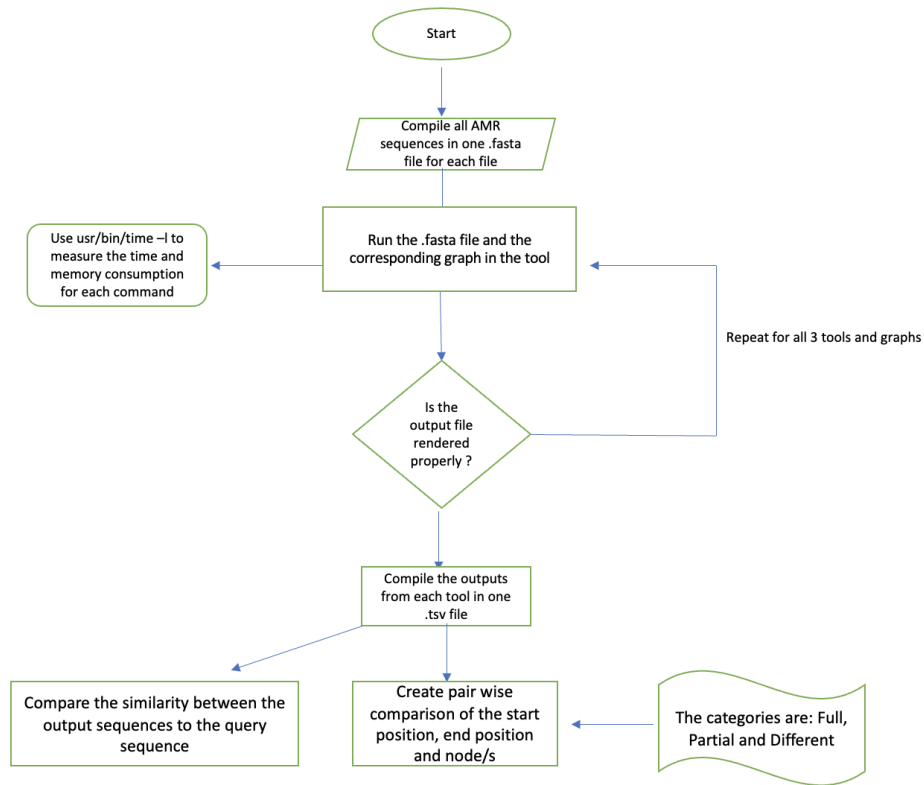 Start
Compile all AMR
sequences in one .fasta
file for each file
Use usr/bin/time –l to
measure the time and
memory consumption
for each command
Run the .fasta file and the
corresponding graph in the tool
Repeat for all 3 tools and graphs
Is the
output file
rendered
properly ?
Compile the outputs
from each tool in one
.tsv file
Compare the similarity between the
output sequences to the query
sequence
Create pair wise
comparison of the start
position, end position
and node/s
The categories are: Full,
Partial and Different